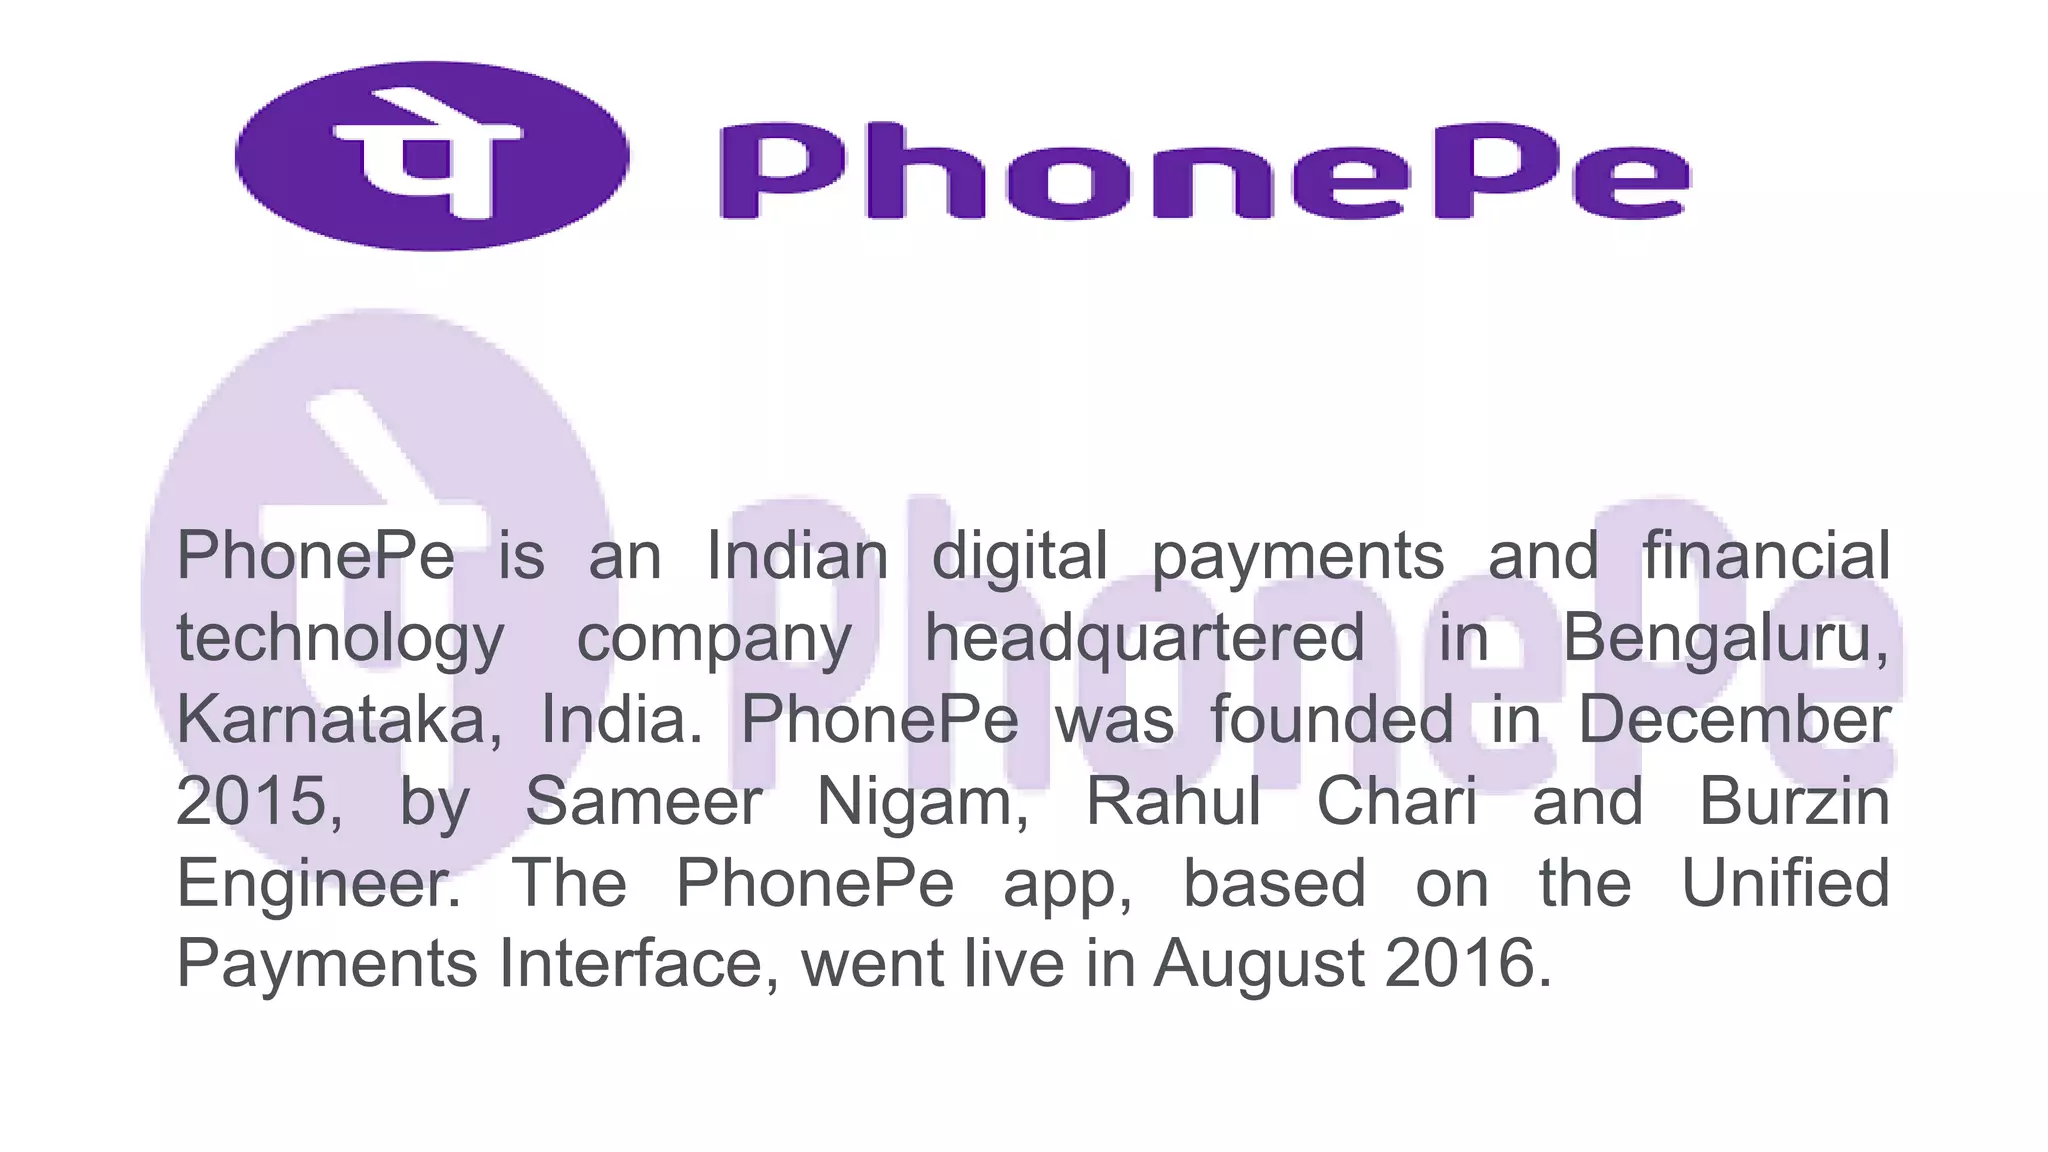 पे PhonePe
पे PhonePe
PhonePe is an Indian digital payments and financial
technology company headquartered in Bengaluru,
Karnataka, India. PhonePe was founded in December
2015, by Sameer Nigam, Rahul Chari and Burzin
Engineer. The PhonePe app, based on the Unified
Payments Interface, went live in August 2016.